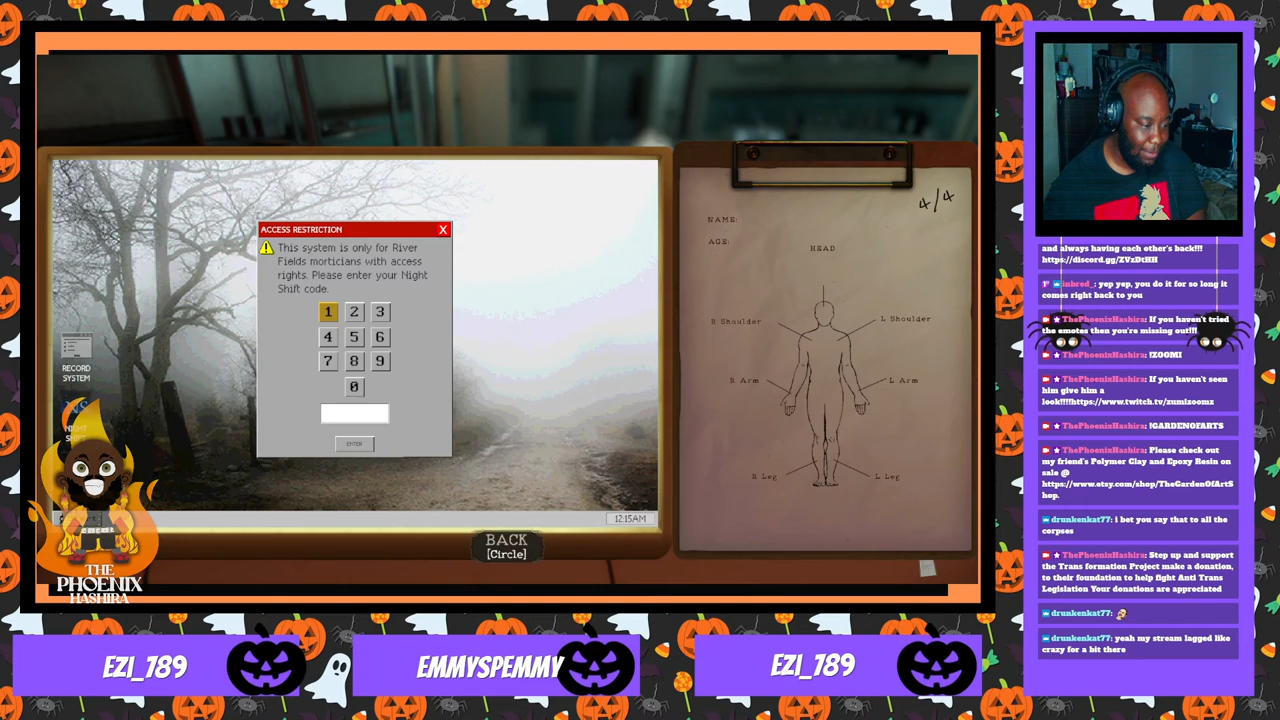 ACCESS RESTRICTION
X
This system is only for River
Fields morticians with access
rights. Please enter your Night
Shift code.
1 2 3
4 5 6
7 8 9
0
ENTER
RECORD
SYSTEM
12:15AM
BACK
[Circle]
4/4
NAME:
AGE:
HEAD
R Shoulder
L Shoulder
R Arm
L Arm
R Leg
L Leg
THE
PHOENIX
HASHIRA
EZI_789
EMMYSPEMMY
EZI_789
and always having each other's back!!!
https://discord.gg/ZVzDtHH
inbred_: yep yep, you do it for so long it
comes right back to you
ThePhoenixHashira: If you haven't tried
the emotes then you're missing out!!!
ThePhoenixHashira: !ZOOMI
ThePhoenixHashira: If you haven't seen
him give him a
look!!!!https://www.twitch.tv/zumizoomz
ThePhoenixHashira: !GARDENOFARTS
ThePhoenixHashira: Please check out
my friend's Polymer Clay and Epoxy Resin on
sale @
https://www.etsy.com/shop/TheGardenOfArtS
hop.
drunkenkat77: i bet you say that to all the
corpses
ThePhoenixHashira: Step up and support
the Trans formation Project make a donation,
to their foundation to help fight Anti Trans
Legislation Your donations are appreciated
drunkenkat77:
drunkenkat77: yeah my stream lagged like
crazy for a bit there